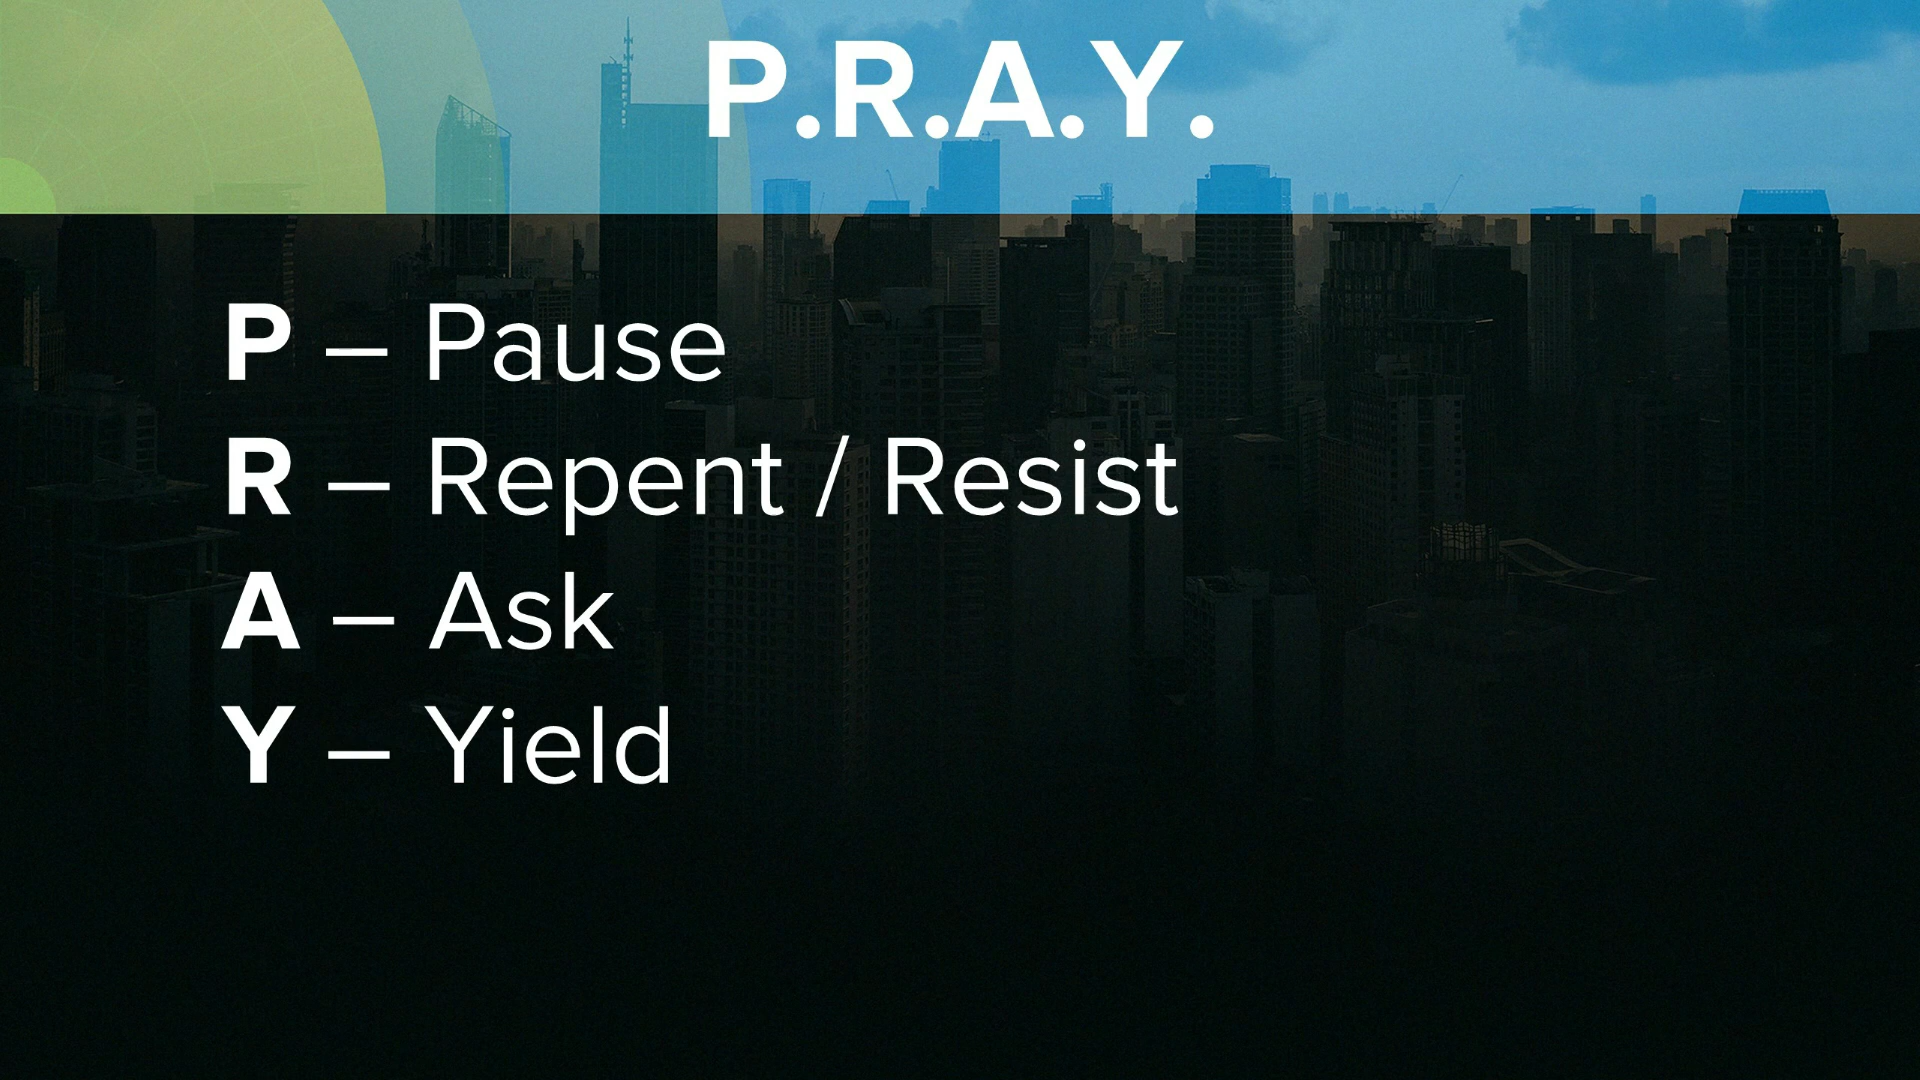 P.R.A.Y.
P – Pause
R – Repent / Resist
A – Ask
Y – Yield